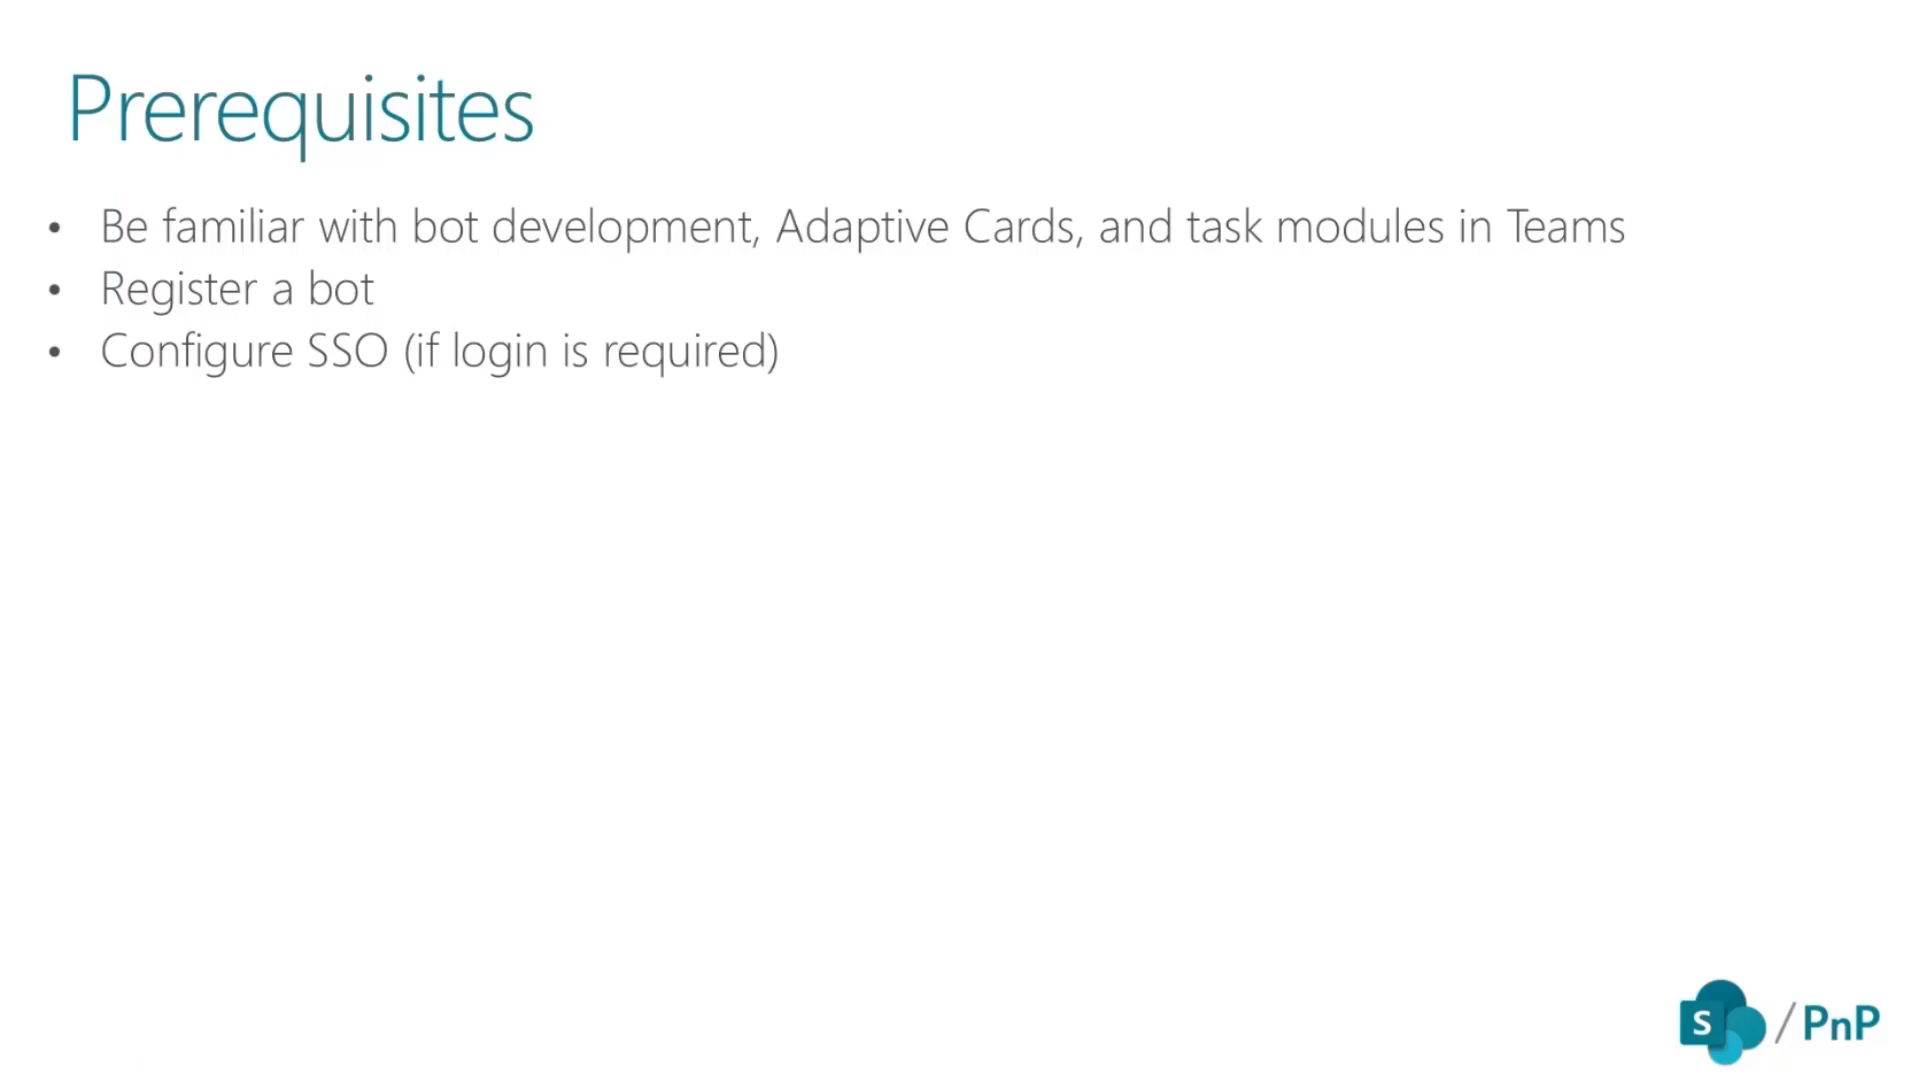 Prerequisites
• Be familiar with bot development, Adaptive Cards, and task modules in Teams
• Register a bot
• Configure SSO (if login is required)
S / PnP